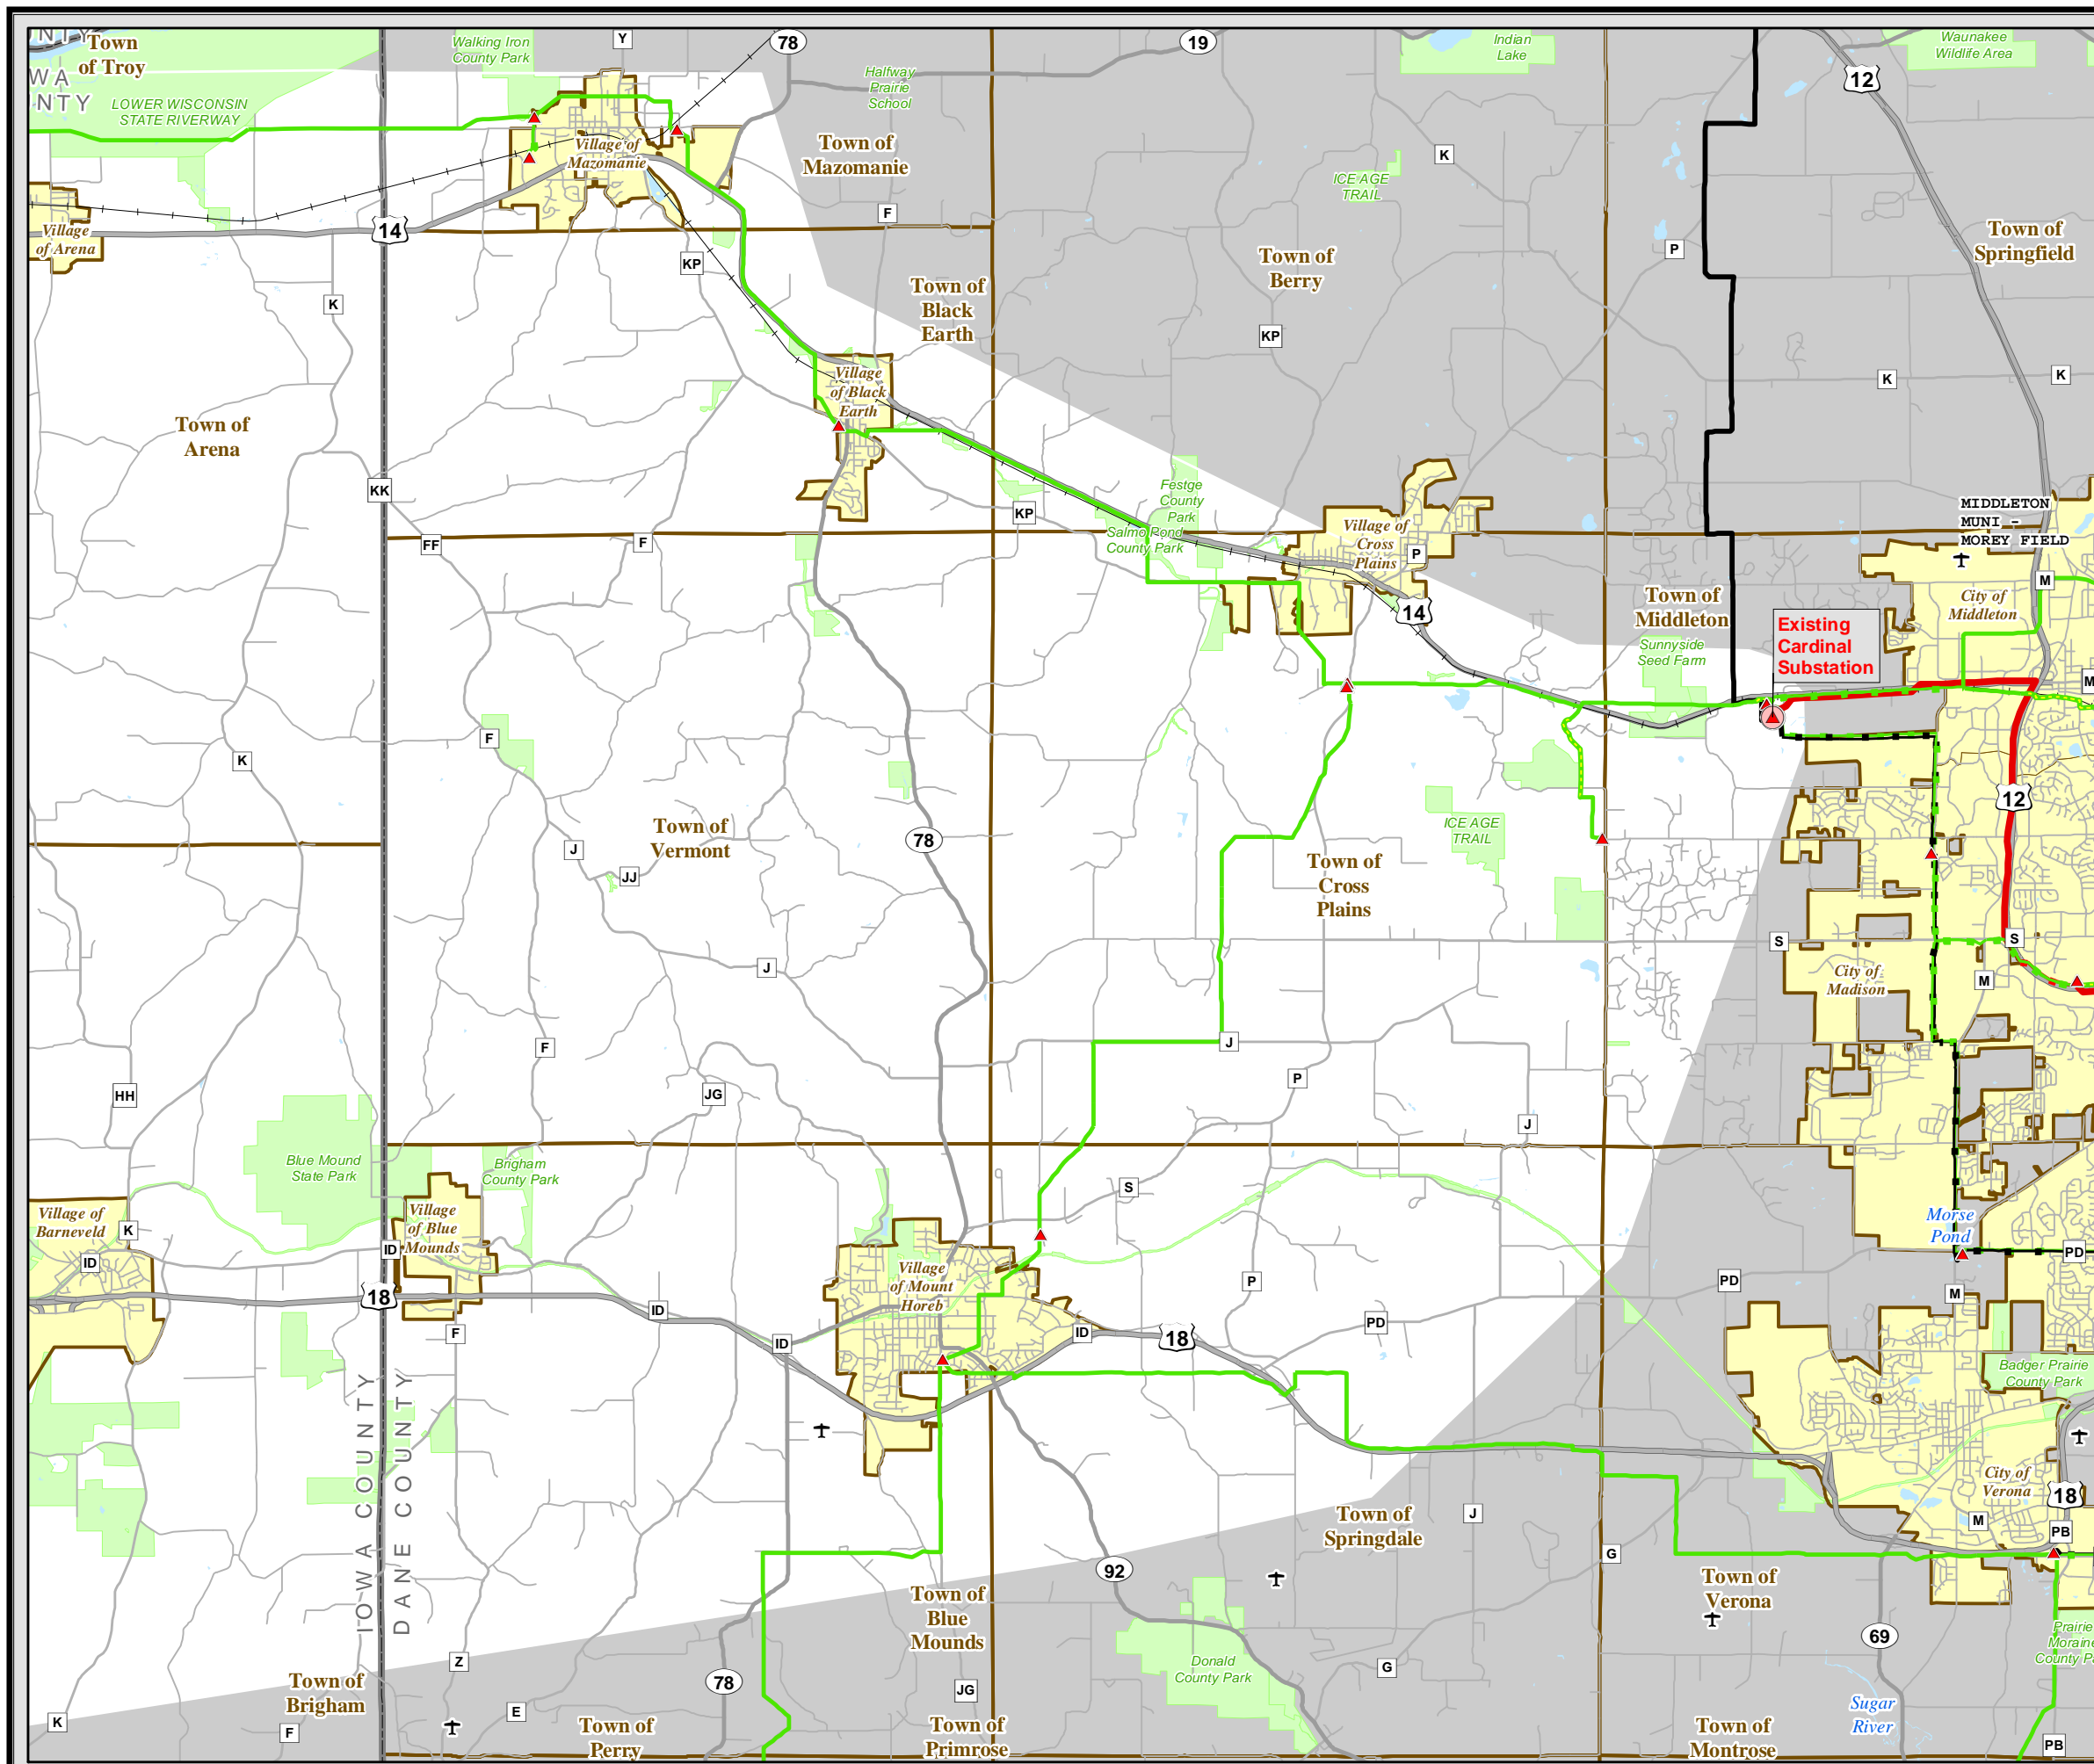 Town
of Troy
Walking Iron
County Park
Y
78
19
Indian
Lake
Waunakee
Wildlife Area
12
WA
NTY
LOWER WISCONSIN
STATE RIVERWAY
Halfway
Prairie
School
Village of
Mazomanie
Town of
Mazomanie
K
ICE AGE
TRAIL
F
P
Town of
Springfield
Village
of Arena
14
KP
Town of
Berry
K
Town of
Black
Earth
KP
K
K
Village
of Black
Earth
Town of
Arena
KK
Festge
County
Park
KP
Salmo Pond
County Park
Village of
Cross
Plains
P
MIDDLETON
MUNI -
MOREY FIELD
FF
F
M
City of
Middleton
14
Town of
Middleton
Existing
Cardinal
Substation
Sunnyside
Seed Farm
M
F
K
12
Town of
Vermont
78
ICE AGE
TRAIL
J
JJ
Town of
Cross
Plains
S
S
J
City of
Madison
M
F
J
HH
JG
P
J
Blue Mound
State Park
Brigham
County Park
S
Village of
Barneveld
K
Village
of Blue
Mounds
Morse
Pond
ID
ID
PD
Village
of Mount
Horeb
P
PD
M
18
ID
F
ID
ID
18
PD
Badger Prairie
County Park
IOWA COUNTY
DANE COUNTY
City of
Verona
18
Town of
Springdale
J
M
PB
G
92
Town of
Blue
Mounds
Town of
Verona
69
Prairie
Moraine
Z
Donald
County Park
G
Town of
Brigham
78
JG
K
F
E
Town of
Perry
Town of
Primrose
Town of
Montrose
Sugar
River
PB